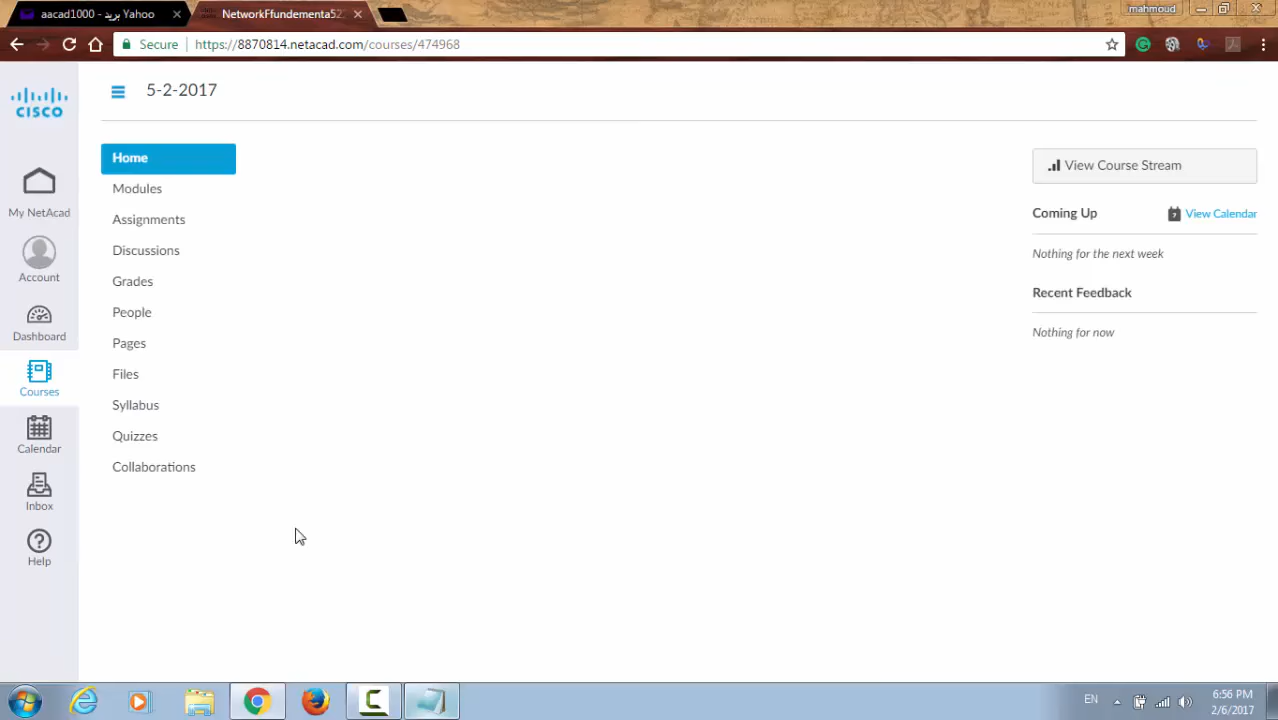 aacad1000 - بريد Yahoo
NetworkFfundementa52
mahmoud
Secure
https://8870814.netacad.com/courses/474968
CISCO
My NetAcad
Account
Dashboard
Courses
Calendar
Inbox
Help
5-2-2017
Home
Modules
Assignments
Discussions
Grades
People
Pages
Files
Syllabus
Quizzes
Collaborations
View Course Stream
Coming Up
View Calendar
Nothing for the next week
Recent Feedback
Nothing for now
EN
6:56 PM
2/6/2017